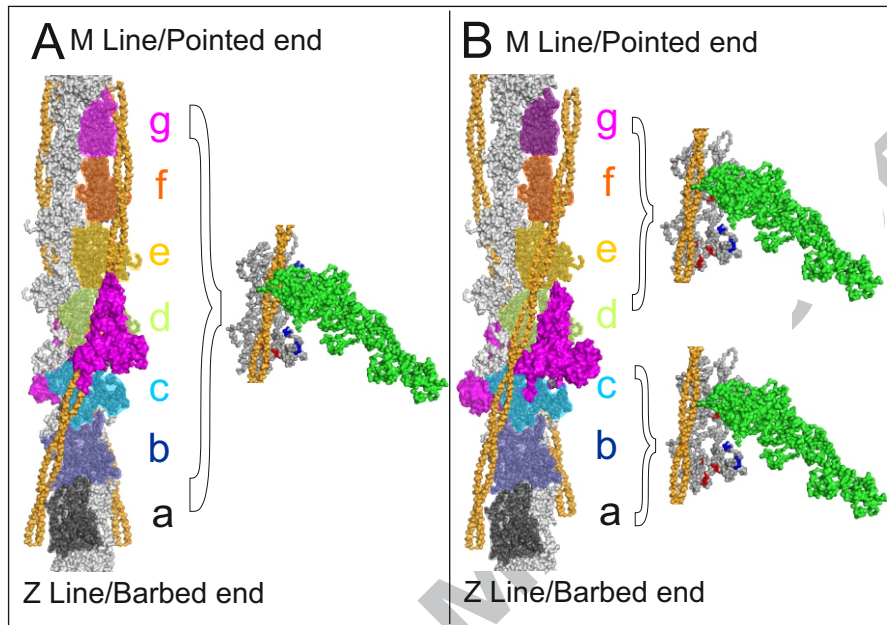 A M Line/Pointed end
g
f
e
d
c
b
a
Z Line/Barbed end
B M Line/Pointed end
g
f
e
d
c
b
a
Z Line/Barbed end